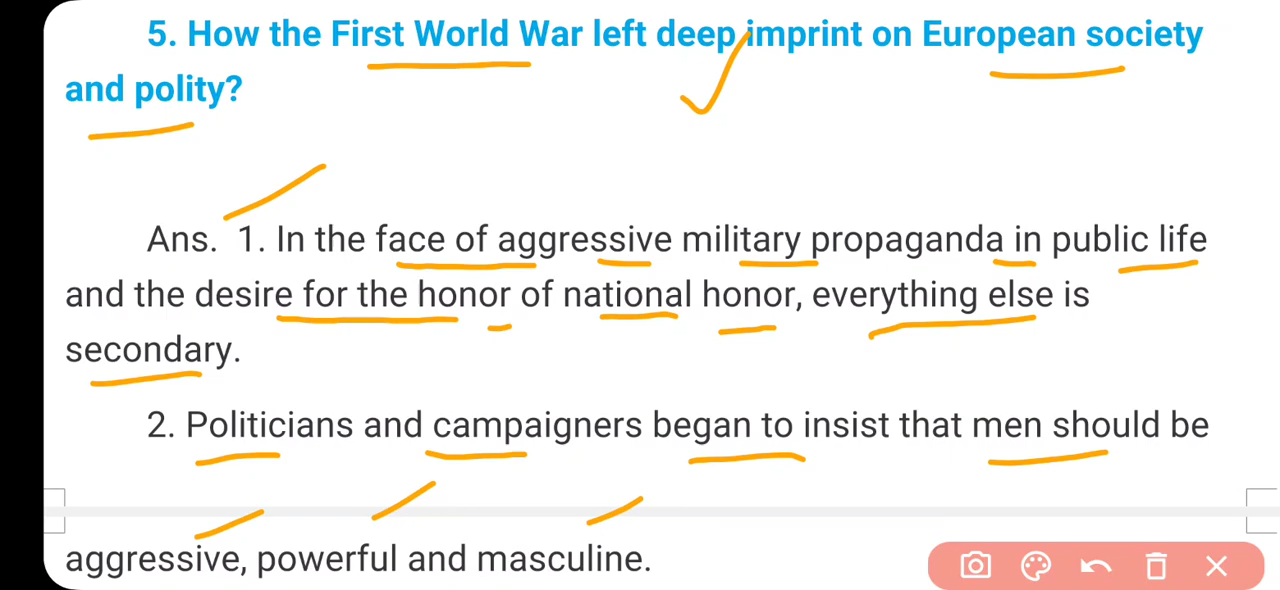 5. How the First World War left deep imprint on European society
and polity?
Ans. 1. In the face of aggressive military propaganda in public life
and the desire for the honor of national honor, everything else is
secondary.
2. Politicians and campaigners began to insist that men should be
aggressive, powerful and masculine.